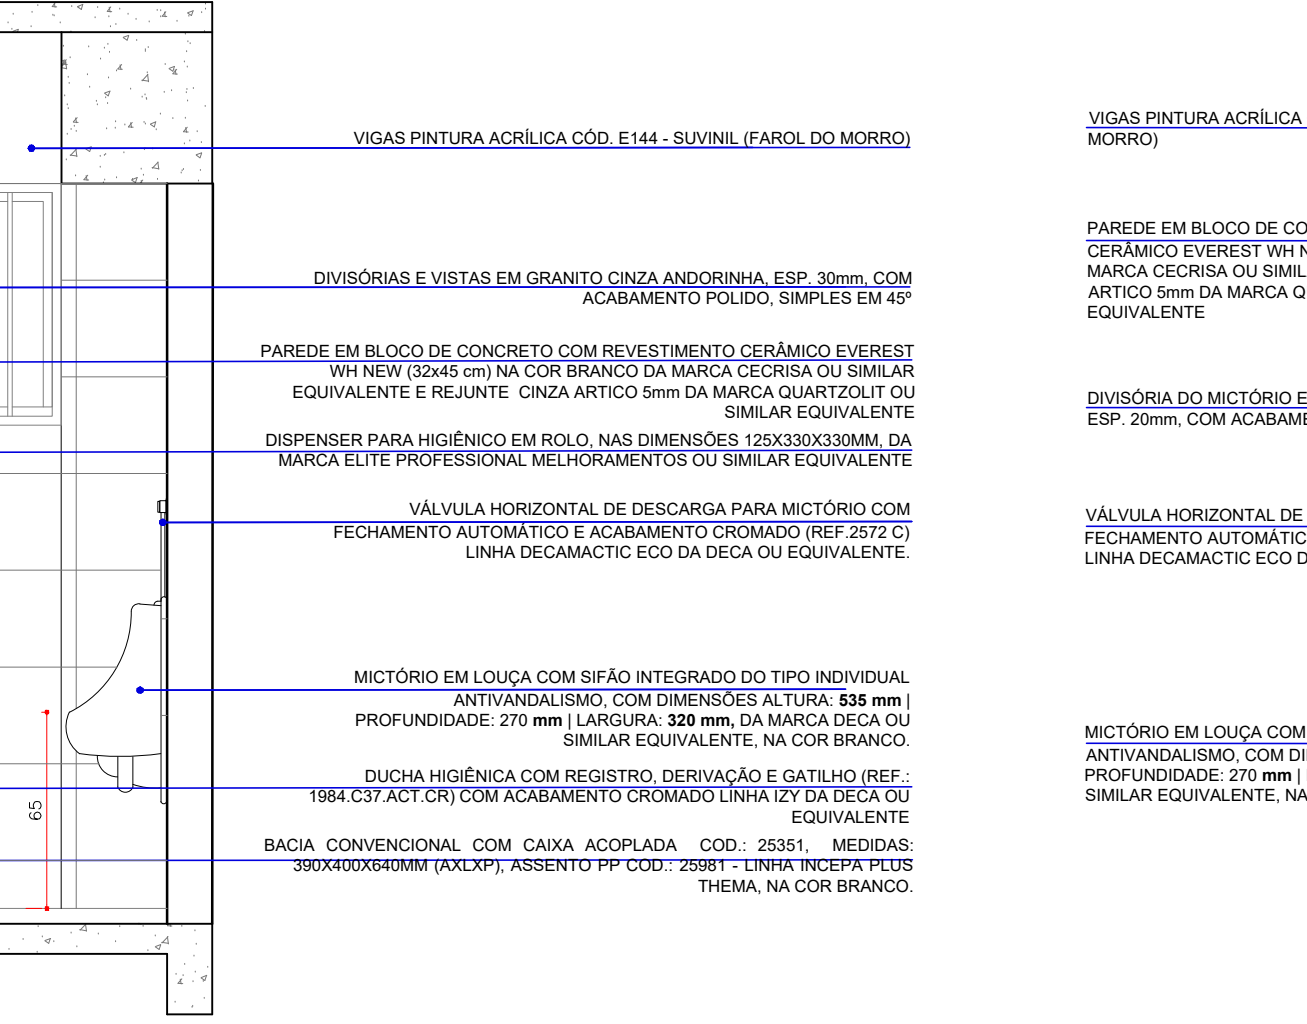 VIGAS PINTURA ACRÍLICA CÓD. E144 - SUVINIL (FAROL DO MORRO)
DIVISÓRIAS E VISTAS EM GRANITO CINZA ANDORINHA, ESP. 30mm, COM
ACABAMENTO POLIDO, SIMPLES EM 45º
PAREDE EM BLOCO DE CONCRETO COM REVESTIMENTO CERÂMICO EVEREST
WH NEW (32x45 cm) NA COR BRANCO DA MARCA CECRISA OU SIMILAR
EQUIVALENTE E REJUNTE CINZA ARTICO 5mm DA MARCA QUARTZOLIT OU
SIMILAR EQUIVALENTE
DISPENSER PARA HIGIÊNICO EM ROLO, NAS DIMENSÕES 125X330X330MM, DA
MARCA ELITE PROFESSIONAL MELHORAMENTOS OU SIMILAR EQUIVALENTE
VÁLVULA HORIZONTAL DE DESCARGA PARA MICTÓRIO COM
FECHAMENTO AUTOMÁTICO E ACABAMENTO CROMADO (REF.2572 C)
LINHA DECAMACTIC ECO DA DECA OU EQUIVALENTE.
MICTÓRIO EM LOUÇA COM SIFÃO INTEGRADO DO TIPO INDIVIDUAL
ANTIVANDALISMO, COM DIMENSÕES ALTURA: 535 mm |
PROFUNDIDADE: 270 mm | LARGURA: 320 mm, DA MARCA DECA OU
SIMILAR EQUIVALENTE, NA COR BRANCO.
DUCHA HIGIÊNICA COM REGISTRO, DERIVAÇÃO E GATILHO (REF.:
1984.C37.ACT.CR) COM ACABAMENTO CROMADO LINHA IZY DA DECA OU
EQUIVALENTE
BACIA CONVENCIONAL COM CAIXA ACOPLADA COD.: 25351, MEDIDAS:
390X400X640MM (AXLXP), ASSENTO PP COD.: 25981 - LINHA INCEPA PLUS
THEMA, NA COR BRANCO.
65
VIGAS PINTURA ACRÍLICA
MORRO)
PAREDE EM BLOCO DE CO
CERÂMICO EVEREST WH N
MARCA CECRISA OU SIMIL
ARTICO 5mm DA MARCA Q
EQUIVALENTE
DIVISÓRIA DO MICTÓRIO E
ESP. 20mm, COM ACABAME
VÁLVULA HORIZONTAL DE
FECHAMENTO AUTOMÁTIC
LINHA DECAMACTIC ECO D
MICTÓRIO EM LOUÇA COM
ANTIVANDALISMO, COM DI
PROFUNDIDADE: 270 mm |
SIMILAR EQUIVALENTE, NA